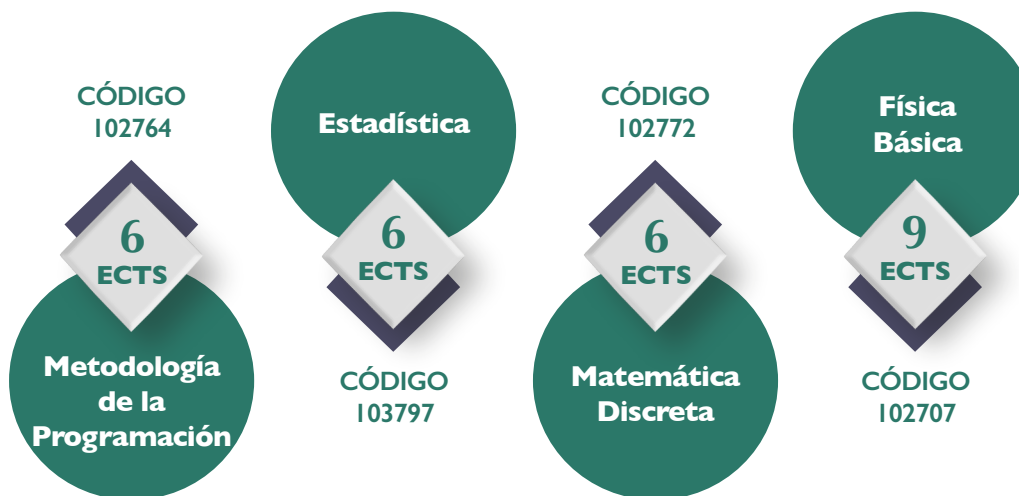 CÓDIGO
102764
6
ECTS
Metodología
de la
Programación
Estadística
6
ECTS
CÓDIGO
103797
CÓDIGO
102772
6
ECTS
Matemática
Discreta
Física
Básica
9
ECTS
CÓDIGO
102707